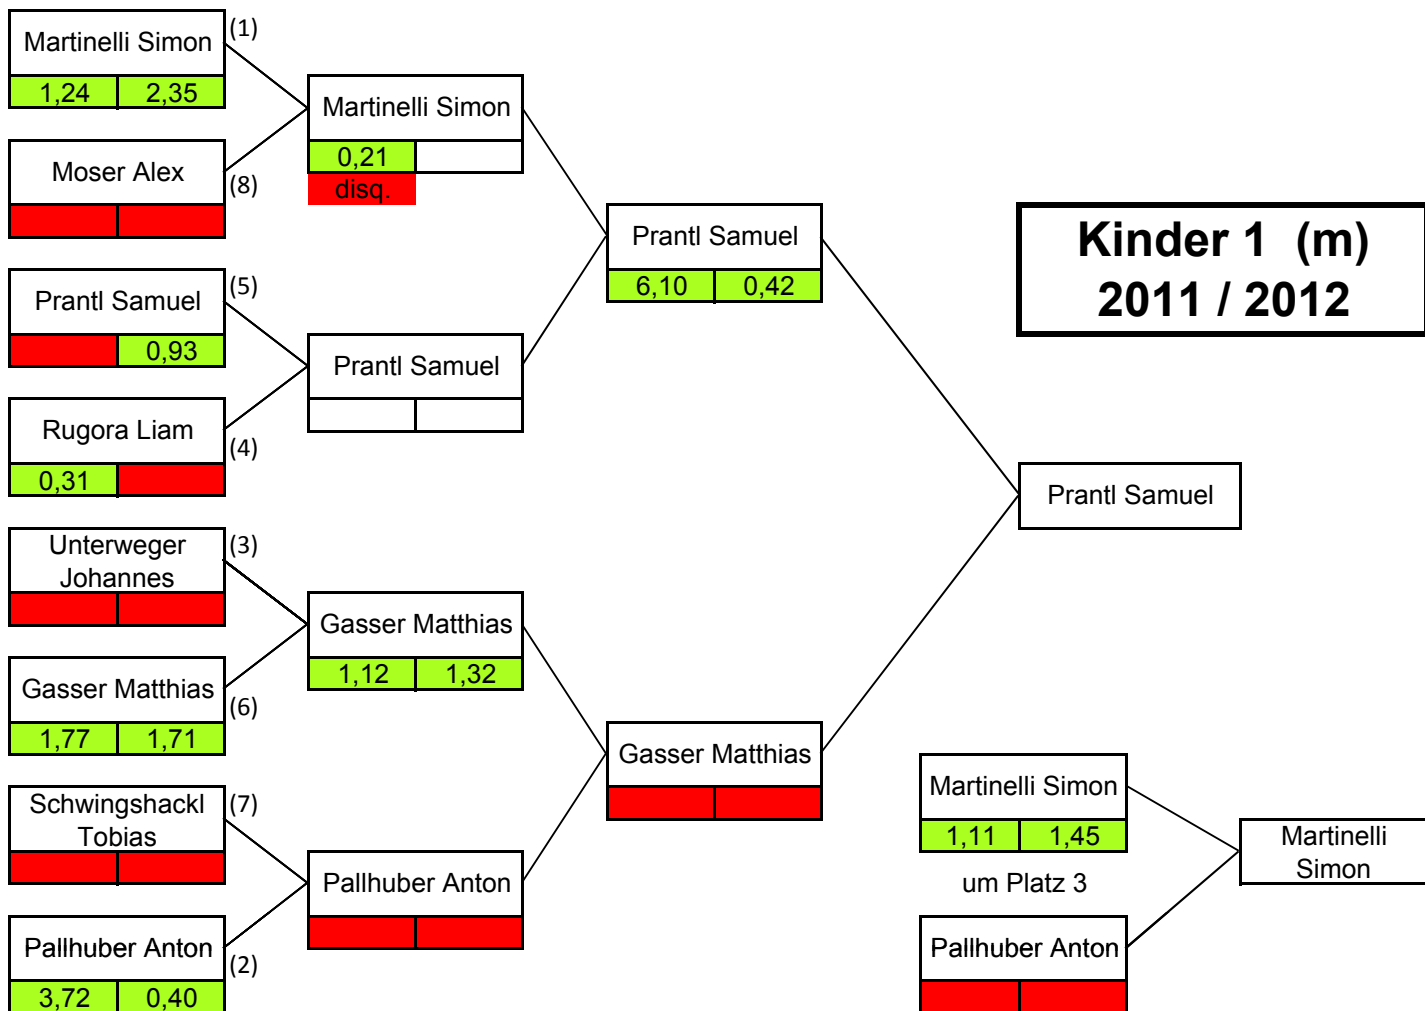 Martinelli Simon
(1)
1,24 2,35
Moser Alex
(8)
Prantl Samuel
(5)
0,93
Rugora Liam
(4)
0,31
Unterweger
Johannes
(3)
Gasser Matthias
(6)
1,77 1,71
Schwingshackl
Tobias
(7)
Pallhuber Anton
(2)
3,72 0,40
Martinelli Simon
0,21
disq.
Prantl Samuel
Gasser Matthias
1,12 1,32
Pallhuber Anton
Prantl Samuel
6,10 0,42
Gasser Matthias
Kinder 1 (m)
2011 / 2012
Prantl Samuel
Martinelli Simon
1,11 1,45
um Platz 3
Pallhuber Anton
Martinelli
Simon